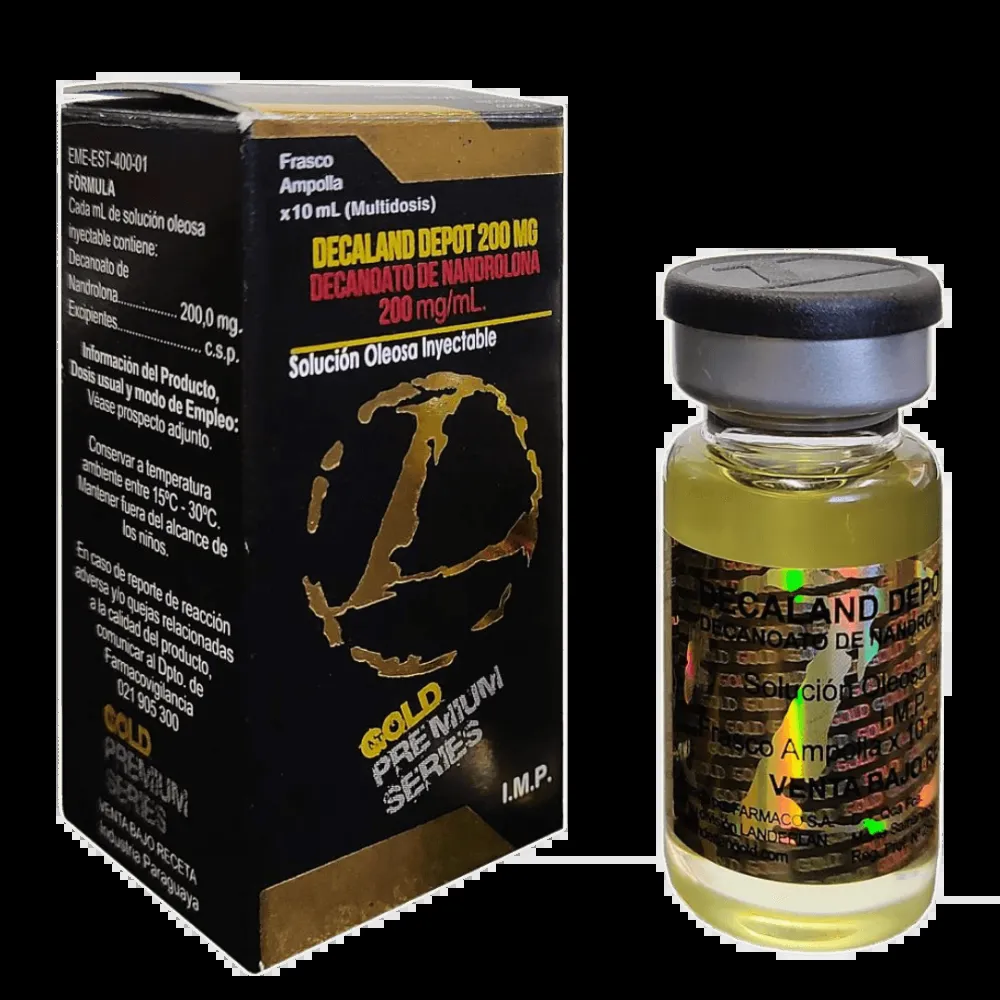 EME-EST-400-01
FÓRMULA
Cada mL de solución oleosa
inyectable contiene:
Decanoato de
Nandrolona................ 200,0 mg.
Excipientes.................... c.s.p.
Información del Producto,
Dosis usual y modo de Empleo:
Véase prospecto adjunto.
Conservar a temperatura
ambiente entre 15ºC - 30ºC.
Mantener fuera del alcance de
los niños.
En caso de reporte de reacción
adversa y/o quejas relacionadas
a la calidad del producto,
comunicar al Dpto. de
Farmacovigilancia
021 905 300
GOLD
PREMIUM
SERIES
VENTA BAJO RECETA
Industria Paraguaya
Frasco
Ampolla
x10 mL (Multidosis)
DECALAND DEPOT 200 MG
DECANOATO DE NANDROLONA
200 mg/mL.
Solución Oleosa Inyectable
GOLD
PREMIUM
SERIES
I.M.P.
DECALAND DEPO
DECANOATO DE NANDRO
Solución Oleosa
I.M.P.
Frasco Ampolla x 10 m
VENTA BAJO R
FARMACO S.A.
LANDERLAN